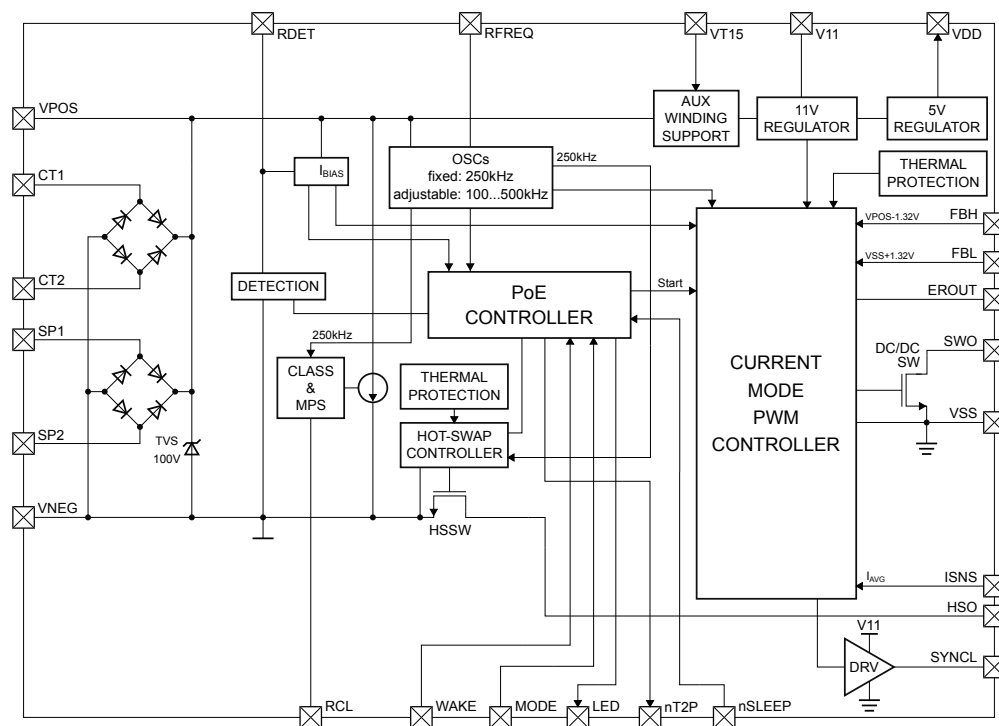 RDET
RFREQ
VT15
V11
VDD
VPOS
AUX
WINDING
SUPPORT
11V
REGULATOR
5V
REGULATOR
CT1
IBIAS
OSCs
fixed: 250kHz
adjustable: 100...500kHz
250kHz
THERMAL
PROTECTION
VPOS-1.32V
FBH
VSS+1.32V
FBL
CT2
DETECTION
PoE
CONTROLLER
Start
EROUT
SP1
250kHz
CLASS
&
MPS
THERMAL
PROTECTION
CURRENT
MODE
PWM
CONTROLLER
DC/DC
SW
SWO
VSS
SP2
TVS
100V
HOT-SWAP
CONTROLLER
VNEG
HSSW
IAVG
ISNS
HSO
V11
DRV
SYNCL
RCL
WAKE
MODE
LED
nT2P
nSLEEP